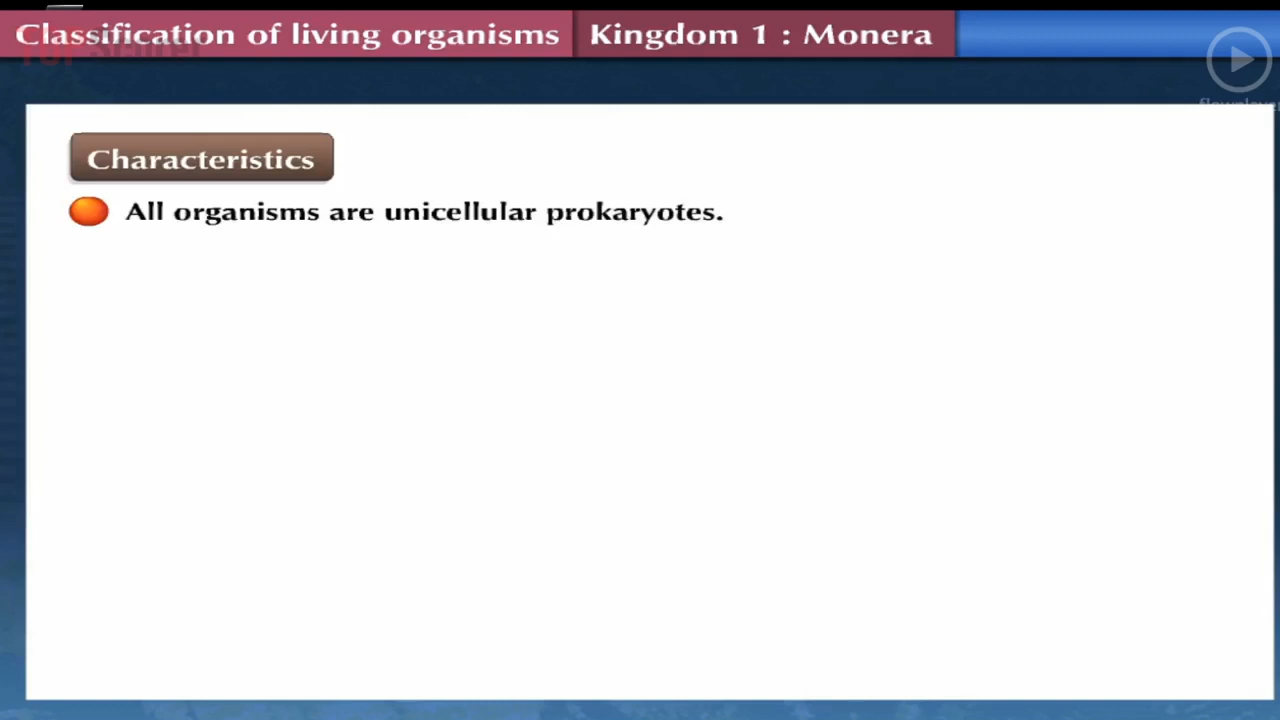 Classification of living organisms Kingdom 1 : Monera
Characteristics
All organisms are unicellular prokaryotes.